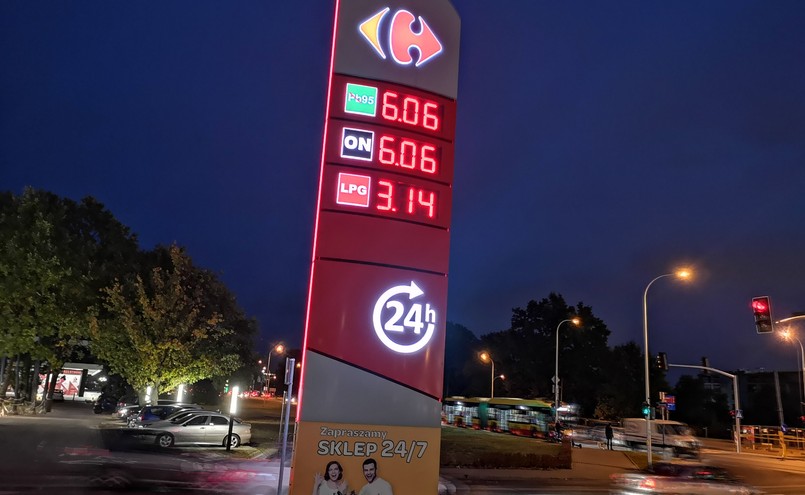 Pb95 6.06
ON 6.06
LPG 3.14
24h
Zapraszamy
SKLEP 24/7